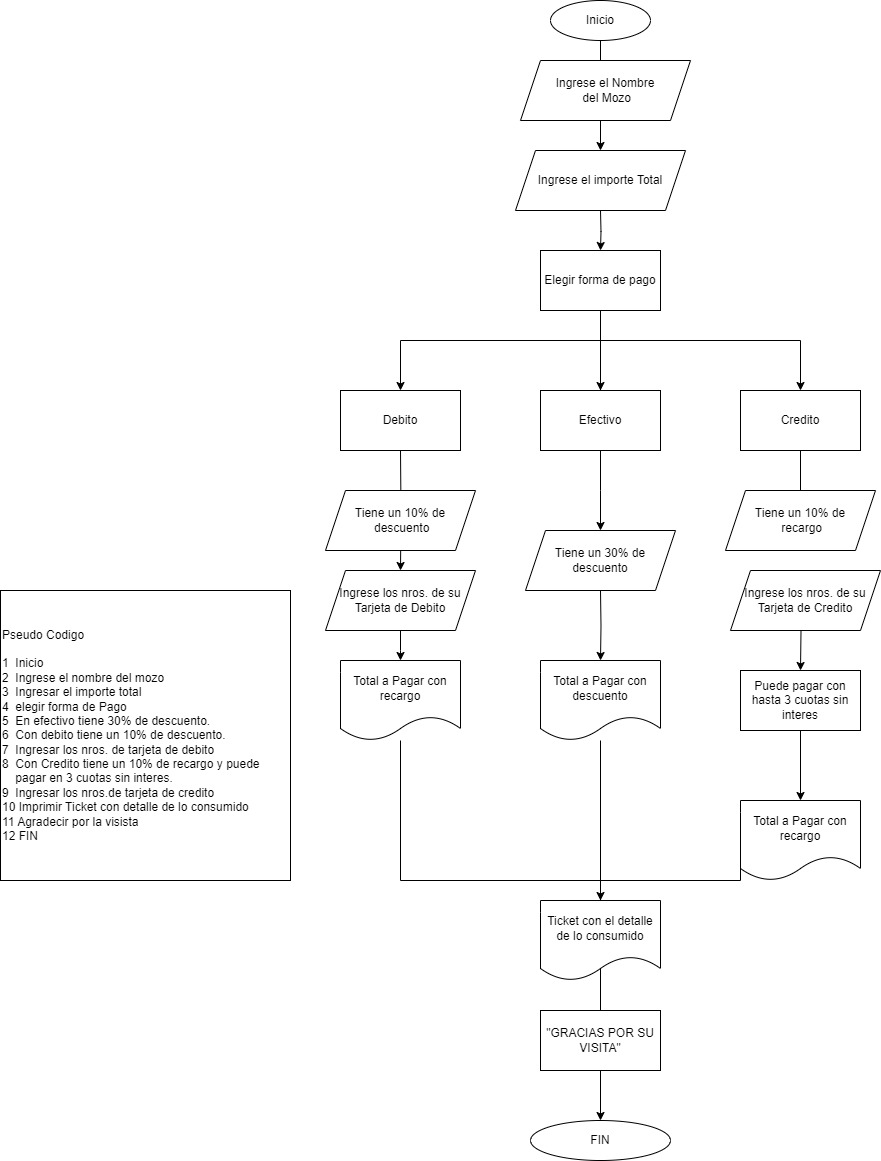 Inicio
Ingrese el Nombre
del Mozo
Ingrese el importe Total
Elegir forma de pago
Debito
Efectivo
Credito
Tiene un 10% de
descuento
Tiene un 30% de
descuento
Tiene un 10% de
recargo
Ingrese los nros. de su
Tarjeta de Debito
Ingrese los nros. de su
Tarjeta de Credito
Total a Pagar con
recargo
Total a Pagar con
descuento
Puede pagar con
hasta 3 cuotas sin
interes
Total a Pagar con
recargo
Pseudo Codigo
1 Inicio
2 Ingrese el nombre del mozo
3 Ingresar el importe total
4 elegir forma de Pago
5 En efectivo tiene 30% de descuento.
6 Con debito tiene un 10% de descuento.
7 Ingresar los nros. de tarjeta de debito
8 Con Credito tiene un 10% de recargo y puede
pagar en 3 cuotas sin interes.
9 Ingresar los nros.de tarjeta de credito
10 Imprimir Ticket con detalle de lo consumido
11 Agradecir por la visista
12 FIN
Ticket con el detalle
de lo consumido
"GRACIAS POR SU
VISITA"
FIN